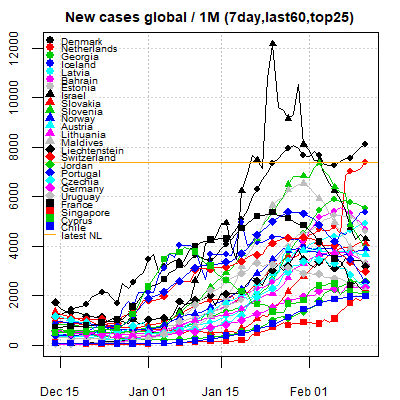 New cases global / 1M (7day,last60,top25)
12000
10000
8000
6000
4000
2000
0
Denmark
Netherlands
Georgia
Iceland
Latvia
Bahrain
Estonia
Israel
Slovakia
Slovenia
Norway
Austria
Lithuania
Maldives
Liechtenstein
Switzerland
Jordan
Portugal
Czechia
Germany
Uruguay
France
Singapore
Cyprus
Chile
latest NL
Dec 15
Jan 01
Jan 15
Feb 01